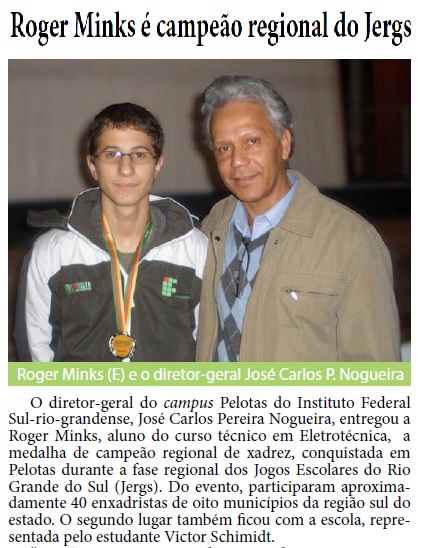 Roger Minks é campeão regional do Jergs
Roger Minks (E) e o diretor-geral José Carlos P. Nogueira
O diretor-geral do campus Pelotas do Instituto Federal
Sul-rio-grandense, José Carlos Pereira Nogueira, entregou a
Roger Minks, aluno do curso técnico em Eletrotécnica, a
medalha de campeão regional de xadrez, conquistada em
Pelotas durante a fase regional dos Jogos Escolares do Rio
Grande do Sul (Jergs). Do evento, participaram aproxima-
damente 40 enxadristas de oito municípios da região sul do
estado. O segundo lugar também ficou com a escola, repre-
sentada pelo estudante Victor Schimidt.